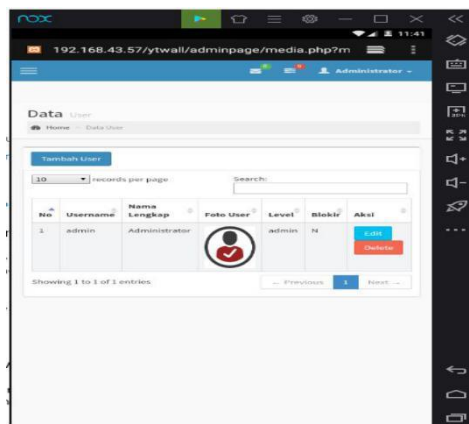 nox
11:41
192.168.43.57/ytwall/adminpage/media.php?m
Administrator
Data User
Home Data User
Tambah User
10 records per page
Search:
No Username Nama Lengkap Foto User Level Blokir Aksi
1 admin Administrator admin N Edit
Delete
Showing 1 to 1 of 1 entries
← Previous 1 Next →